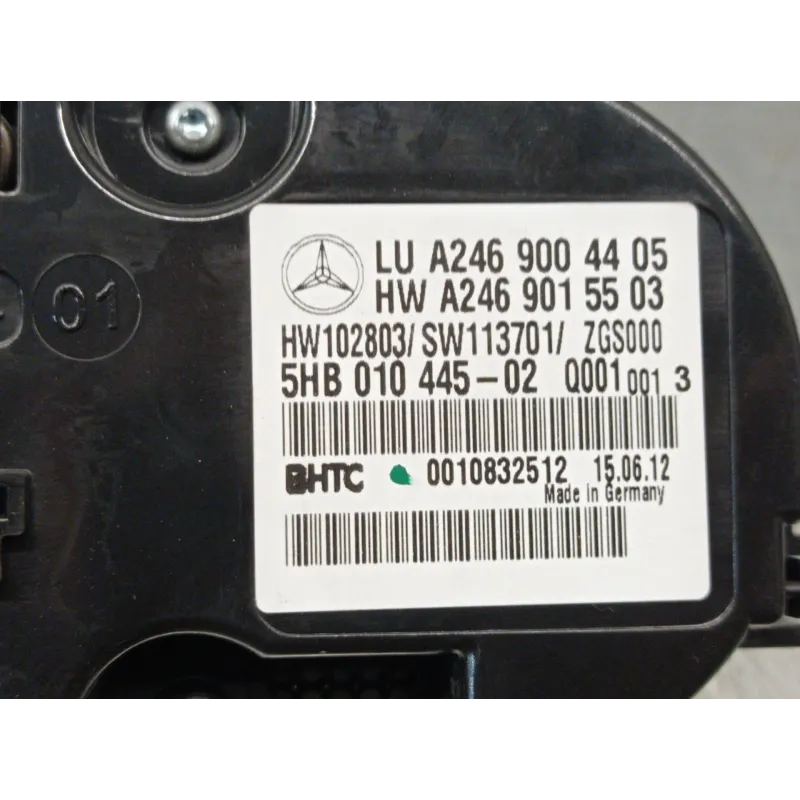 LU A246 900 44 05
HW A246 901 55 03
HW102803/ SW113701/ ZGS000
5HB 010 445-02 Q001 001 3
BHTC 0010832512 15.06.12
Made in Germany
01